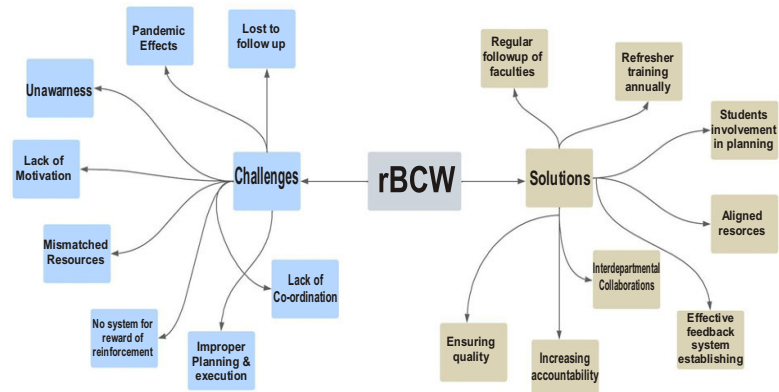 Pandemic
Effects
Lost to
follow up
Unawarness
Lack of
Motivation
Challenges
Mismatched
Resources
Lack of
Co-ordination
No system for
reward of
reinforcement
Improper
Planning &
execution
rBCW
Regular
followup of
faculties
Refresher
training
annually
Students
involvement
in planning
Solutions
Aligned
resorces
Interdepartmental
Collaborations
Effective
feedback
system
establishing
Ensuring
quality
Increasing
accountability